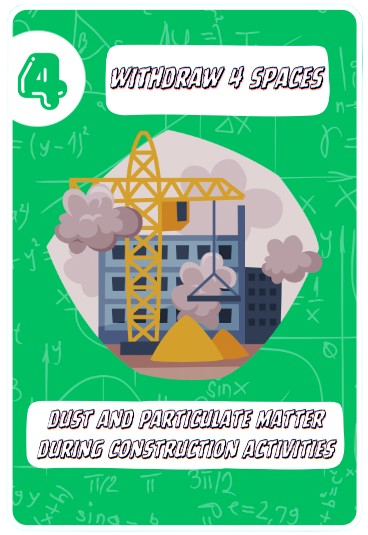 4
WITHDRAW 4 SPACES
DUST AND PARTICULATE MATTER
DURING CONSTRUCTION ACTIVITIES